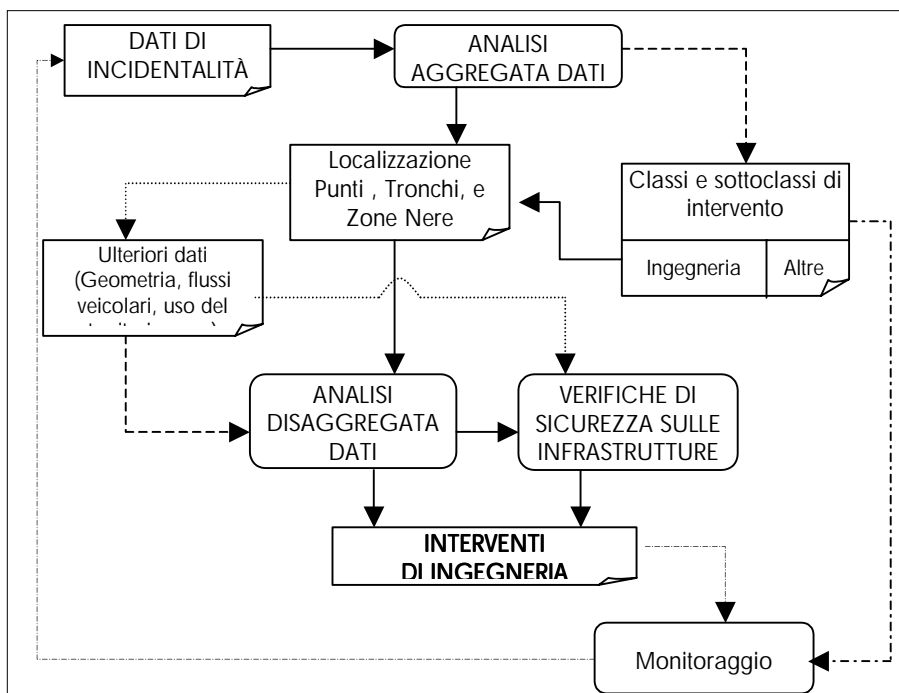 DATI DI
INCIDENTALITÀ
ANALISI
AGGREGATA DATI
Localizzazione
Punti , Tronchi, e
Zone Nere
Classi e sottoclassi di
intervento
Ingegneria
Altre
Ulteriori dati
(Geometria, flussi
veicolari, uso del
ANALISI
DISAGGREGATA
DATI
VERIFICHE DI
SICUREZZA SULLE
INFRASTRUTTURE
INTERVENTI
DI INGEGNERIA
Monitoraggio